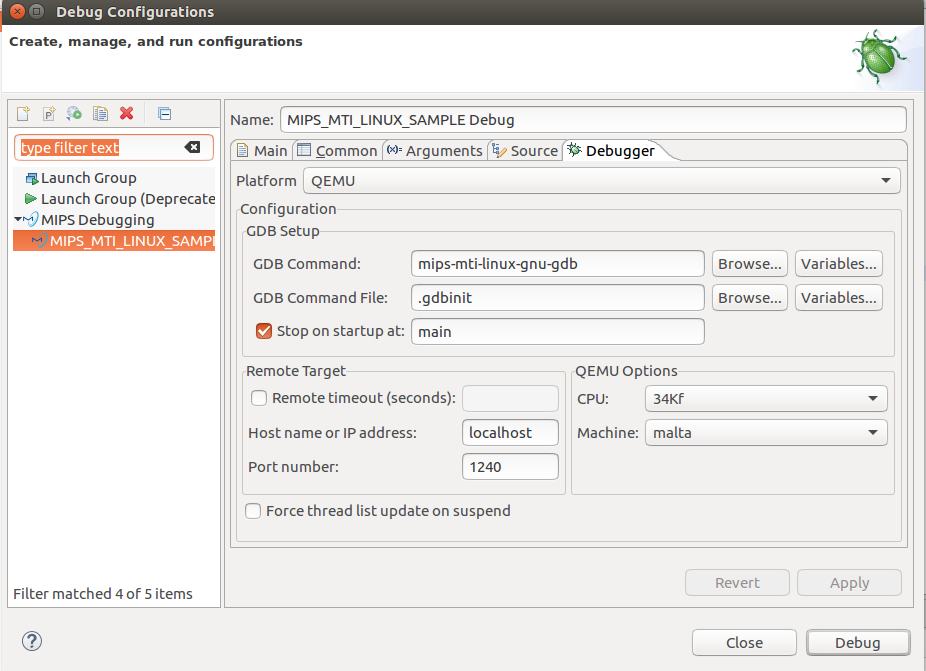 Debug Configurations
Create, manage, and run configurations
type filter text
Launch Group
Launch Group (Deprecate
MIPS Debugging
MIPS_MTI_LINUX_SAMPL
Filter matched 4 of 5 items
Name: MIPS_MTI_LINUX_SAMPLE Debug
Main Common (x)= Arguments Source Debugger
Platform QEMU
Configuration
GDB Setup
GDB Command: mips-mti-linux-gnu-gdb Browse... Variables...
GDB Command File: .gdbinit Browse... Variables...
Stop on startup at: main
Remote Target
Remote timeout (seconds):
Host name or IP address: localhost
Port number: 1240
QEMU Options
CPU: 34Kf
Machine: malta
Force thread list update on suspend
Revert Apply
? Close Debug